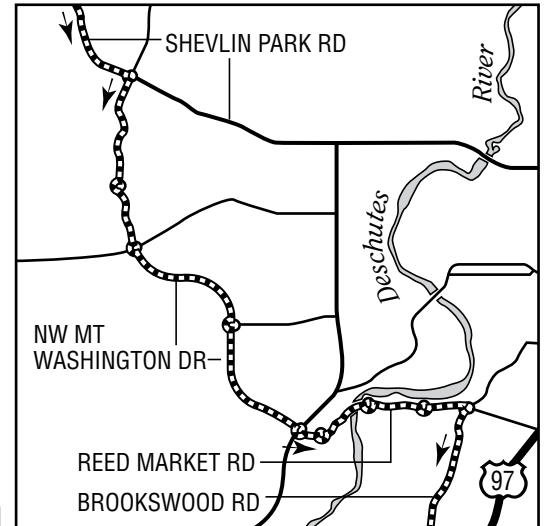 SHEVLIN PARK RD
River
Deschutes
NW MT
WASHINGTON DR
REED MARKET RD
BROOKSWOOD RD
97